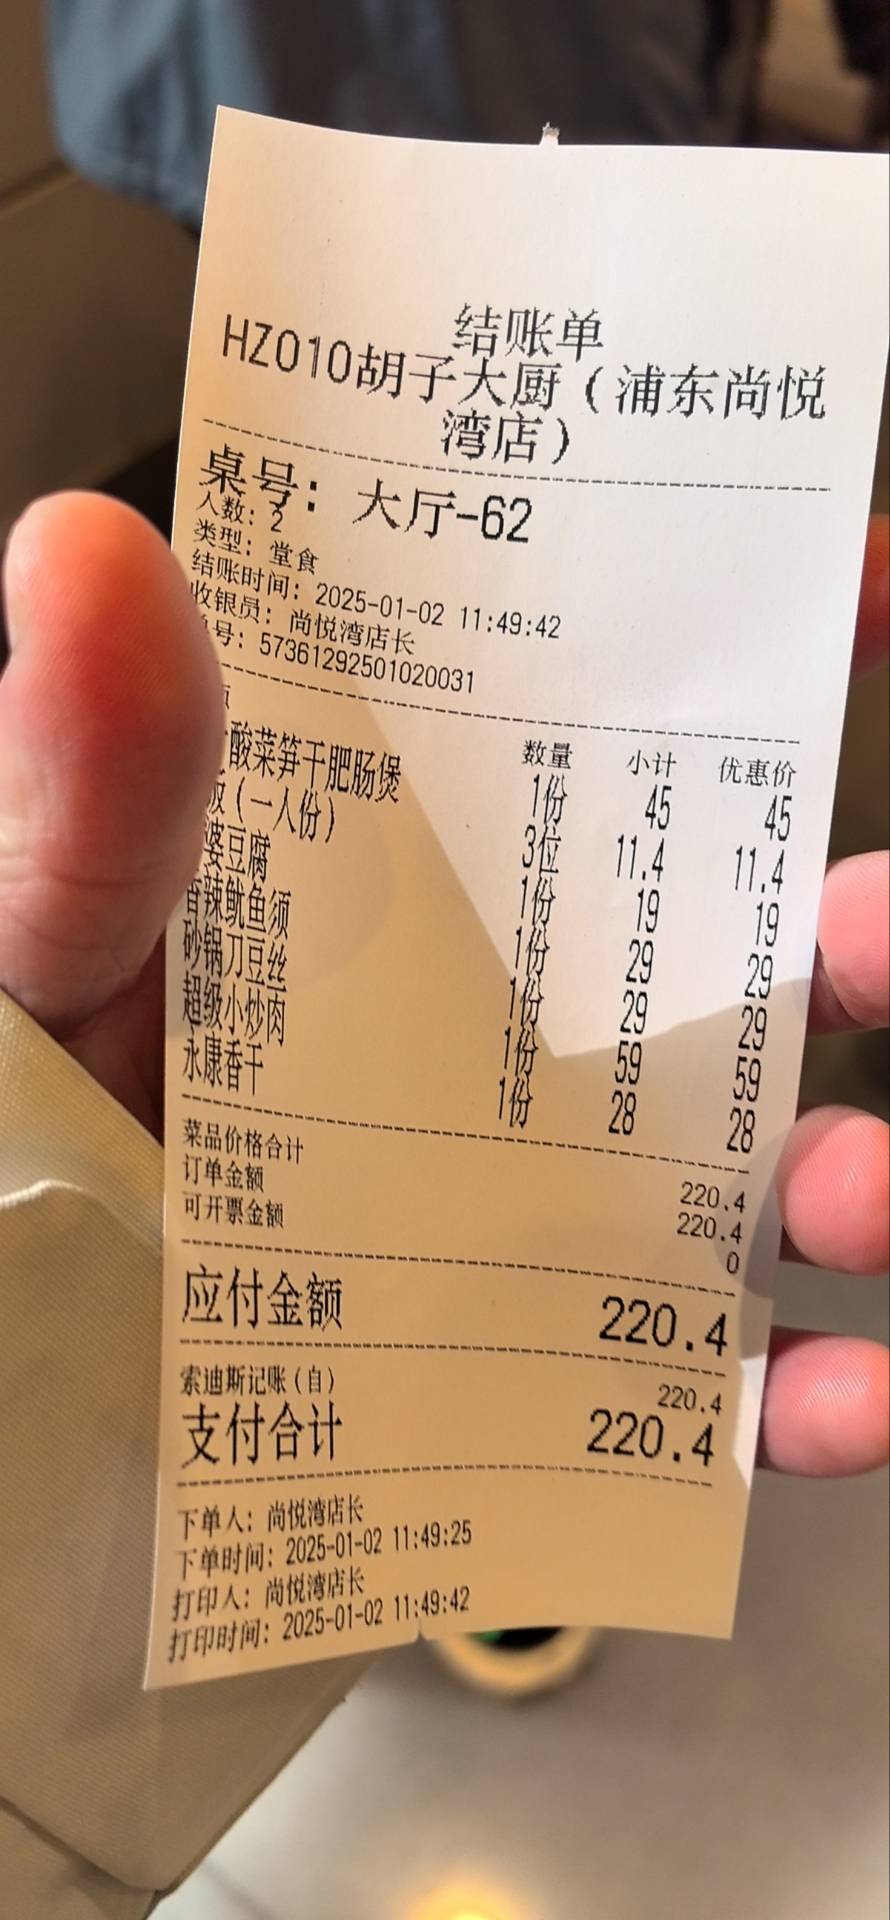 结账单
HZ010胡子大厨（浦东尚悦
湾店）
桌号：大厅-62
人数：2
类型：堂食
结账时间：2025-01-02 11:49:42
收银员：尚悦湾店长
单号：57361292501020031
数量 小计 优惠价
酸菜笋干肥肠煲 1份 45 45
饭（一人份） 3位 11.4 11.4
婆豆腐 1份 19 19
香辣鱿鱼须 1份 29 29
砂锅刀豆丝 1份 29 29
超级小炒肉 1份 59 59
永康香干 1份 28 28
菜品价格合计 220.4
订单金额 220.4
可开票金额 0
应付金额 220.4
索迪斯记账（自） 220.4
支付合计 220.4
下单人：尚悦湾店长
下单时间：2025-01-02 11:49:25
打印人：尚悦湾店长
打印时间：2025-01-02 11:49:42